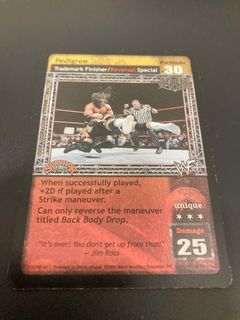 Pedigree
Trademark Finisher/Reversal: Special
Fortitude
30
When successfully played,
+2D if played after a
Strike maneuver.
Can only reverse the maneuver
titled Back Body Drop.
unique
Damage
25
"It's over! You don't get up from that!"
– Jim Ross